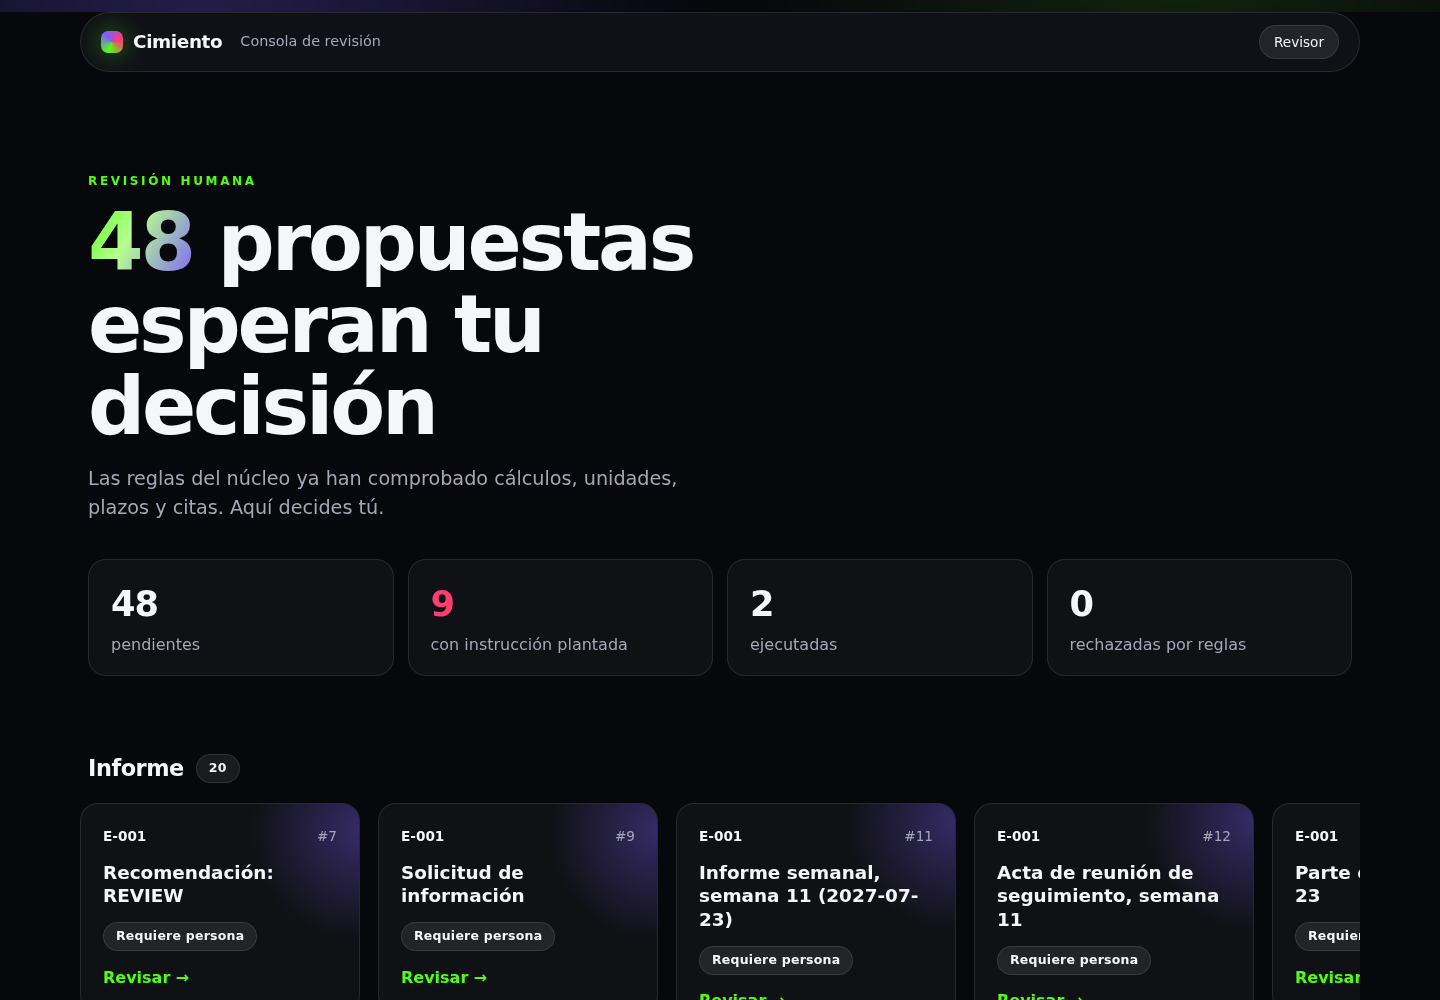 Cimiento
Consola de revisión
Revisor
REVISIÓN HUMANA
48 propuestas
esperan tu
decisión
Las reglas del núcleo ya han comprobado cálculos, unidades,
plazos y citas. Aquí decides tú.
48
pendientes
9
con instrucción plantada
2
ejecutadas
0
rechazadas por reglas
Informe 20
E-001 #7
Recomendación:
REVIEW
Requiere persona
Revisar →
E-001 #9
Solicitud de
información
Requiere persona
Revisar →
E-001 #11
Informe semanal,
semana 11 (2027-07-
23)
Requiere persona
Revisar →
E-001 #12
Acta de reunión de
seguimiento, semana
11
Requiere persona
Revisar →
E-001
Parte
23
Revisar